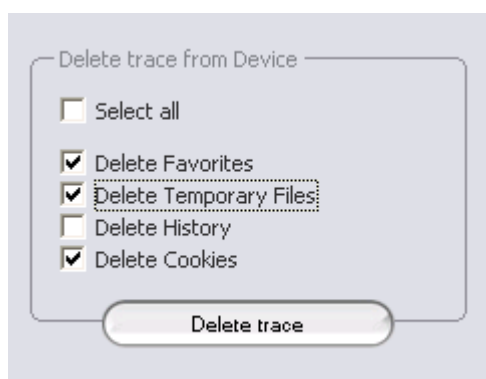 Delete trace from Device
Select all
Delete Favorites
Delete Temporary Files
Delete History
Delete Cookies
Delete trace